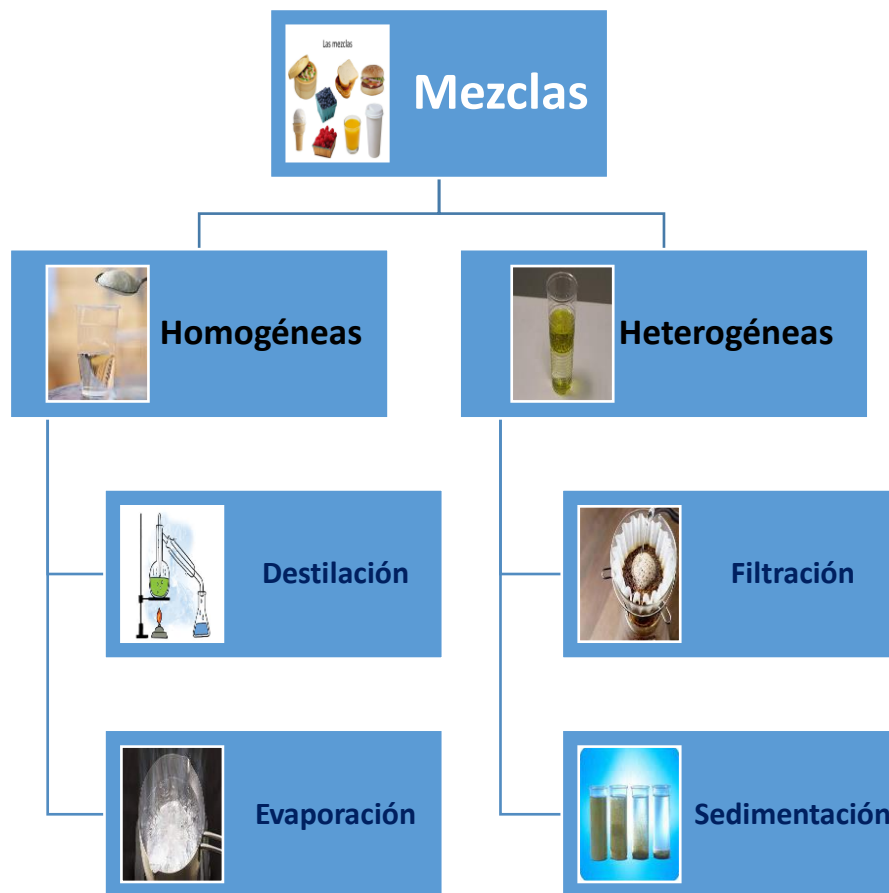 Las mezclas
Mezclas
Homogéneas
Heterogéneas
Destilación
Filtración
Evaporación
Sedimentación